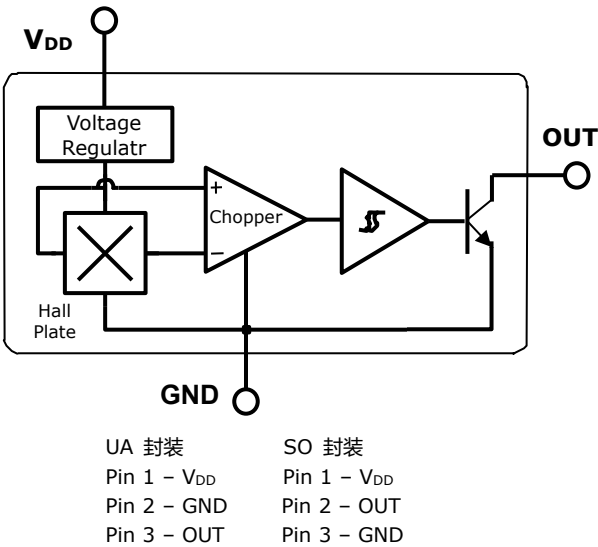 VDD
Voltage
Regulatr
OUT
+
Chopper
−
Hall
Plate
GND
UA 封装 SO 封装
Pin 1 – VDD Pin 1 – VDD
Pin 2 – GND Pin 2 – OUT
Pin 3 – OUT Pin 3 – GND